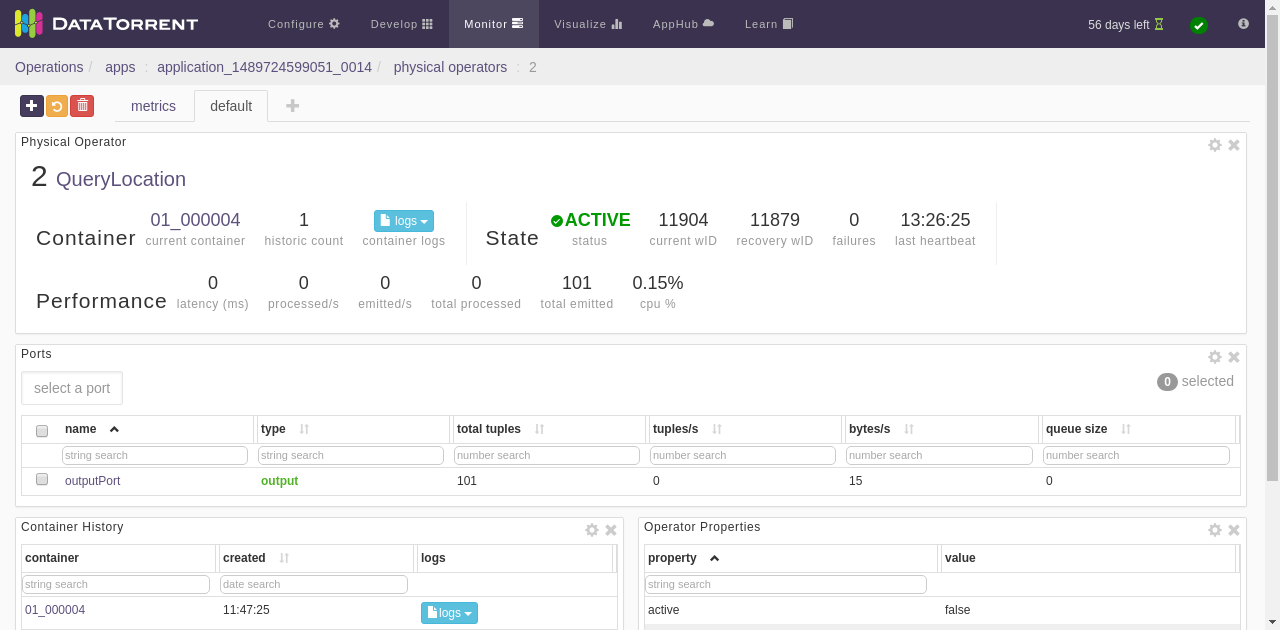 DATATORRENT Configure Develop Monitor Visualize AppHub Learn 56 days left
Operations / apps : application_1489724599051_0014 / physical operators : 2
metrics default
Physical Operator
2 QueryLocation
Container 01_000004 1 logs State ACTIVE 11904 11879 0 13:26:25
current container historic count container logs status current wID recovery wID failures last heartbeat
Performance 0 0 0 0 101 0.15%
latency (ms) processed/s emitted/s total processed total emitted cpu %
Ports
select a port 0 selected
name type total tuples tuples/s bytes/s queue size
string search string search number search number search number search number search
outputPort output 101 0 15 0
Container History Operator Properties
container created logs property value
string search date search string search
01_000004 11:47:25 logs active false